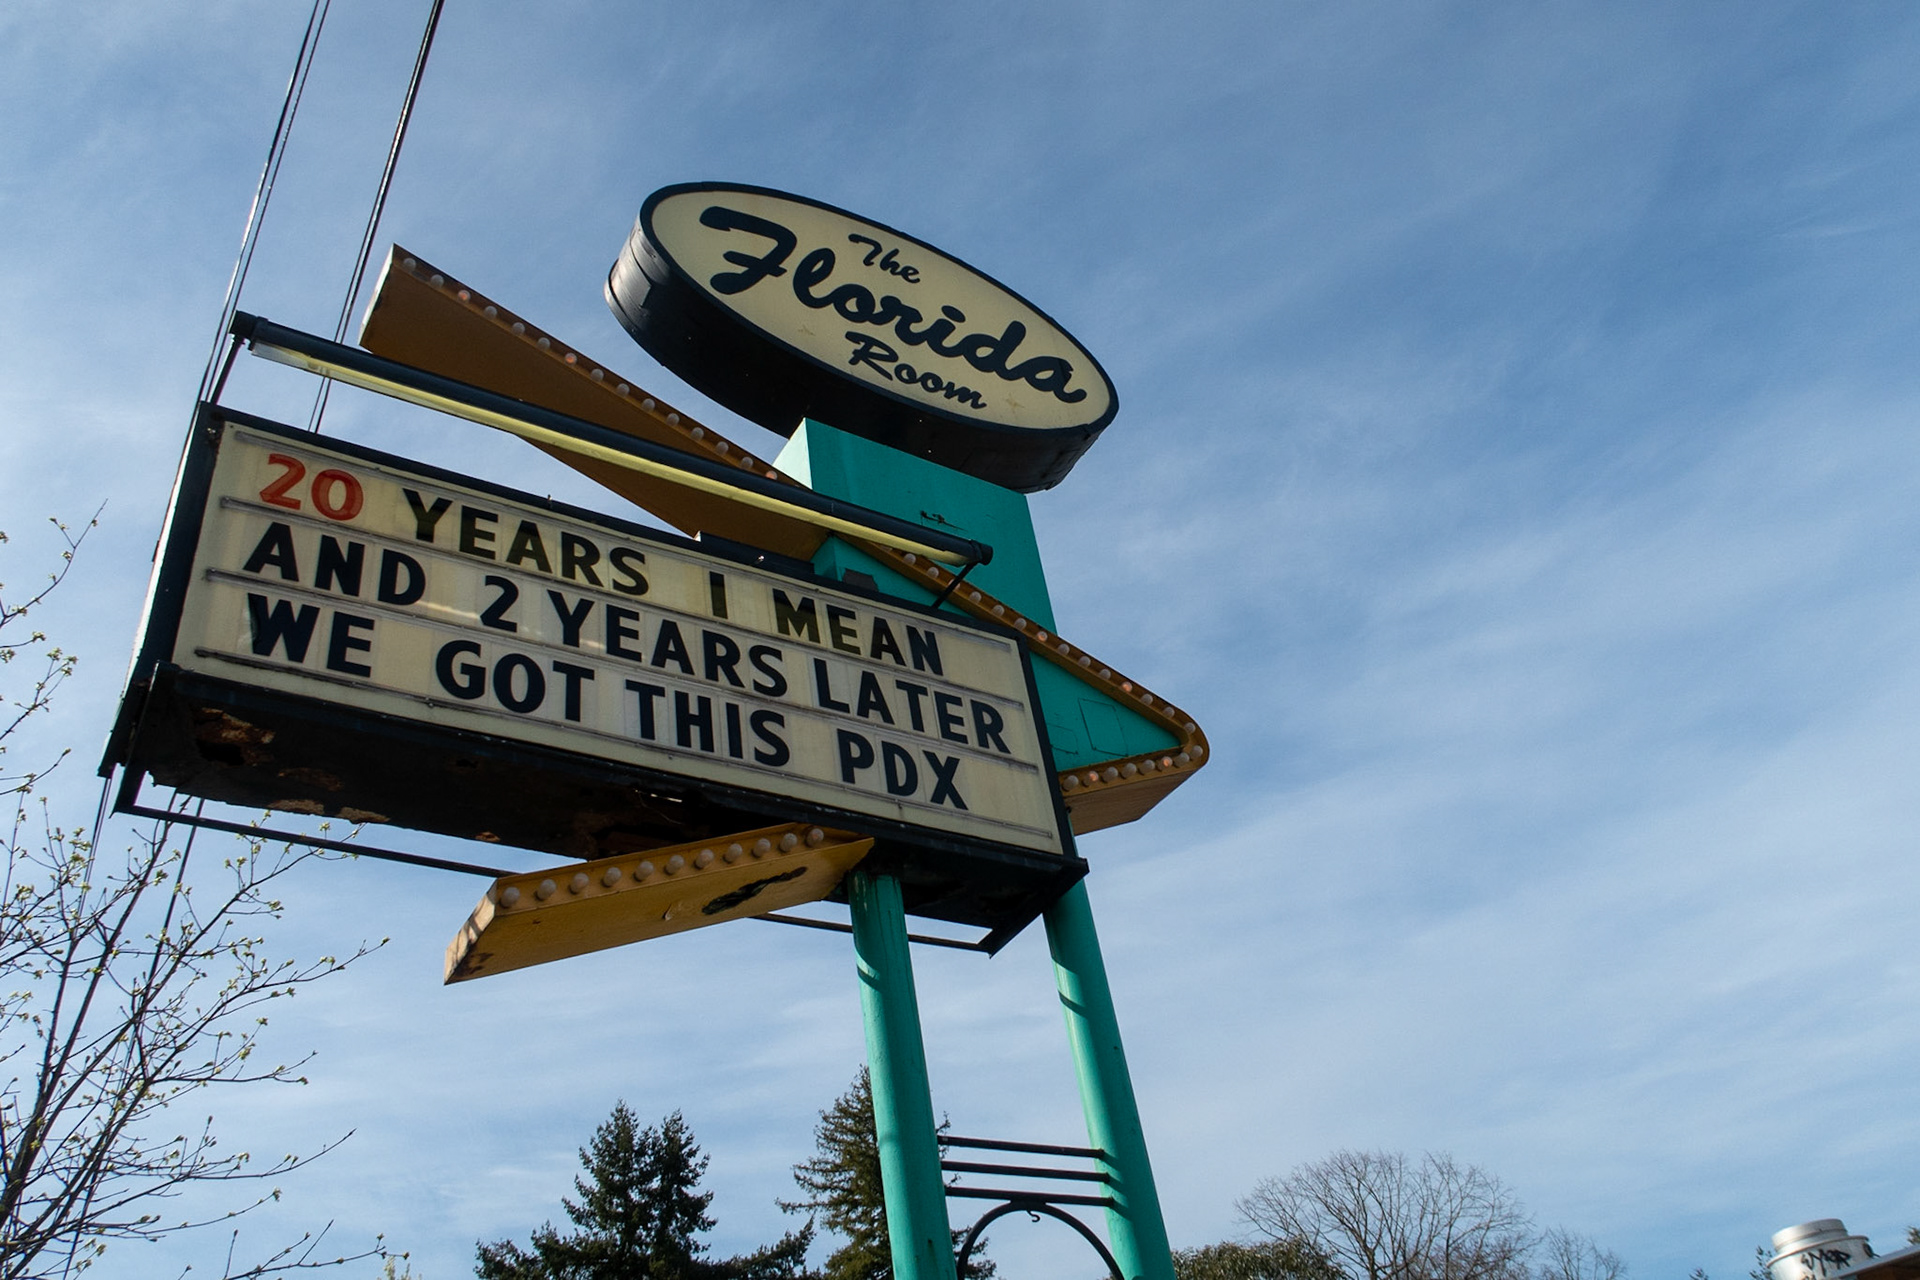 The
Florida
Room
20 YEARS I MEAN
AND 2 YEARS LATER
WE GOT THIS PDX